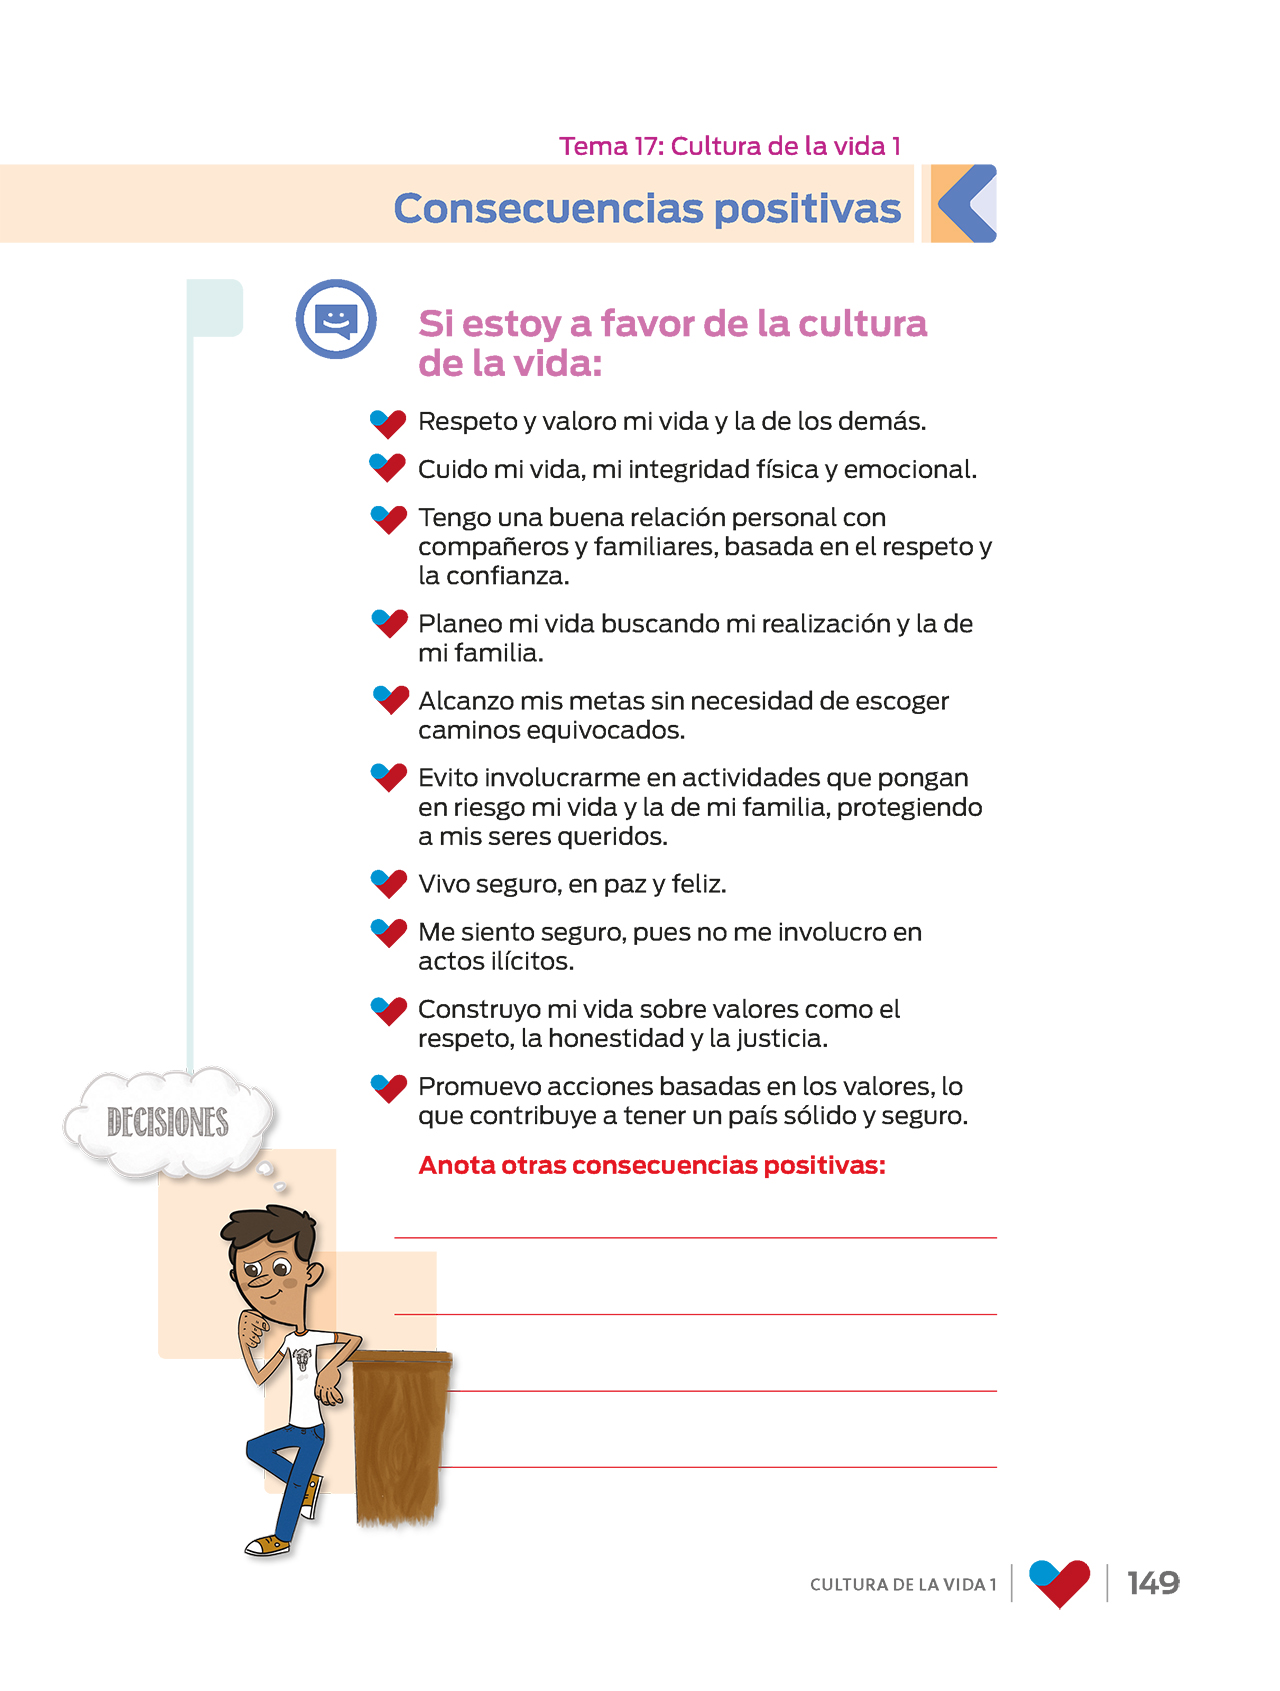 Tema 17: Cultura de la vida 1
Consecuencias positivas
Si estoy a favor de la cultura
de la vida:
Respeto y valoro mi vida y la de los demás.
Cuido mi vida, mi integridad física y emocional.
Tengo una buena relación personal con
compañeros y familiares, basada en el respeto y
la confianza.
Planeo mi vida buscando mi realización y la de
mi familia.
Alcanzo mis metas sin necesidad de escoger
caminos equivocados.
Evito involucrarme en actividades que pongan
en riesgo mi vida y la de mi familia, protegiendo
a mis seres queridos.
Vivo seguro, en paz y feliz.
Me siento seguro, pues no me involucro en
actos ilícitos.
Construyo mi vida sobre valores como el
respeto, la honestidad y la justicia.
Promuevo acciones basadas en los valores, lo
que contribuye a tener un país sólido y seguro.
DECISIONES
Anota otras consecuencias positivas:
CULTURA DE LA VIDA 1
149